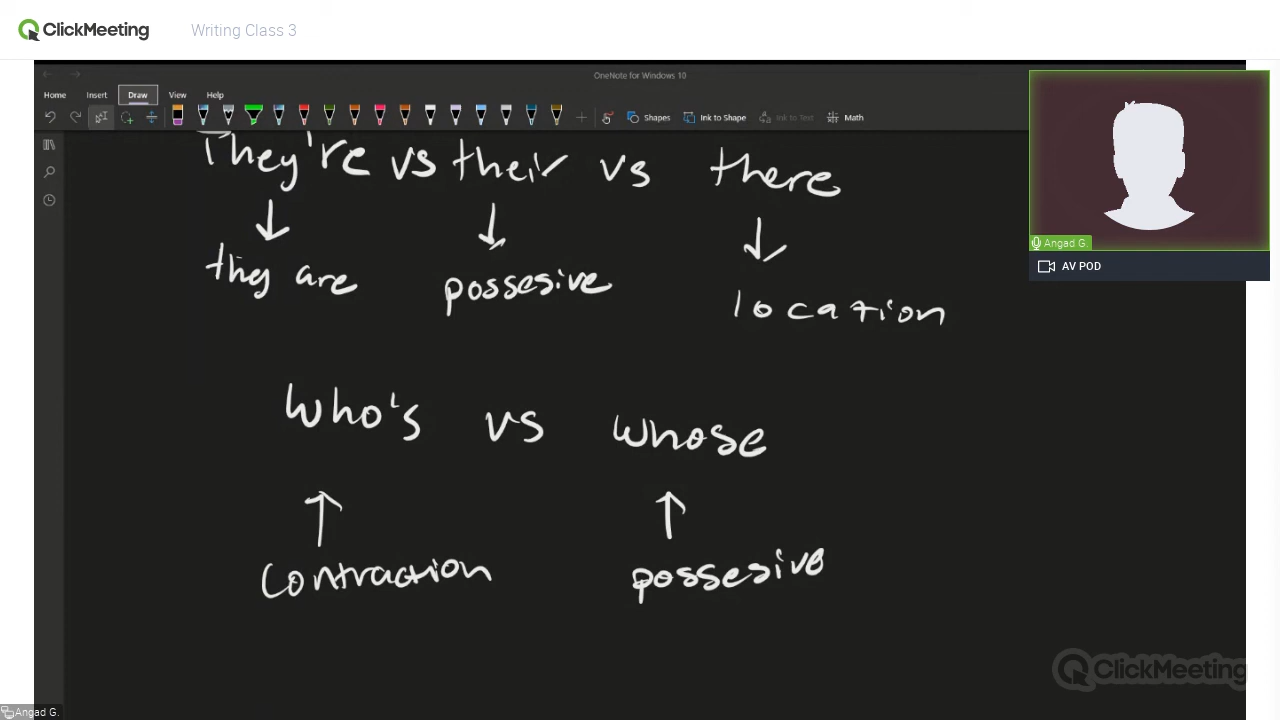 ClickMeeting Writing Class 3
OneNote for Windows 10
Home Insert Draw View Help
Shapes Ink to Shape Ink to Text Math
They're vs their vs there
they are possesive location
who's vs whose
contraction possesive
Angad G.
AV POD
ClickMeeting
Angad G.